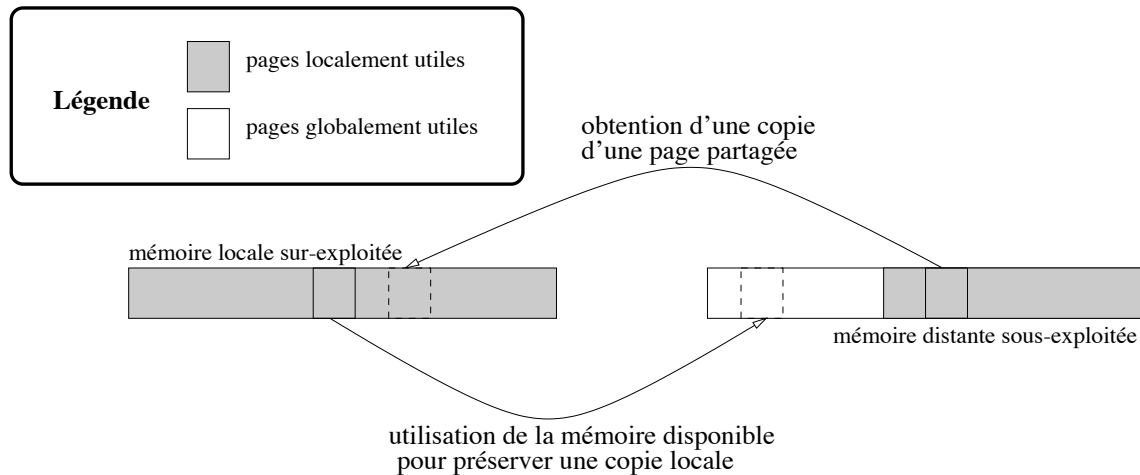 Légende
pages localement utiles
pages globalement utiles
obtention d'une copie
d'une page partagée
mémoire locale sur-exploitée
mémoire distante sous-exploitée
utilisation de la mémoire disponible
pour préserver une copie locale